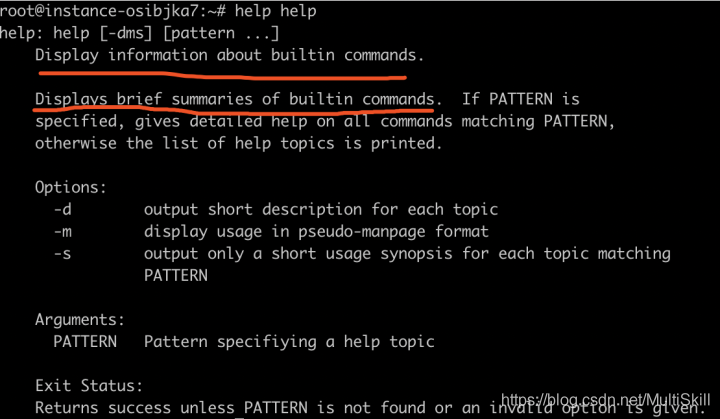 root@instance-osibjka7:~# help help
help: help [-dms] [pattern ...]
Display information about builtin commands.
Displays brief summaries of builtin commands.  If PATTERN is
specified, gives detailed help on all commands matching PATTERN,
otherwise the list of help topics is printed.
Options:
-d        output short description for each topic
-m        display usage in pseudo-manpage format
-s        output only a short usage synopsis for each topic matching
PATTERN
Arguments:
PATTERN   Pattern specifiying a help topic
Exit Status:
Returns success unless PATTERN is not found or an invalid option is given.
https://blog.csdn.net/MultiSkill